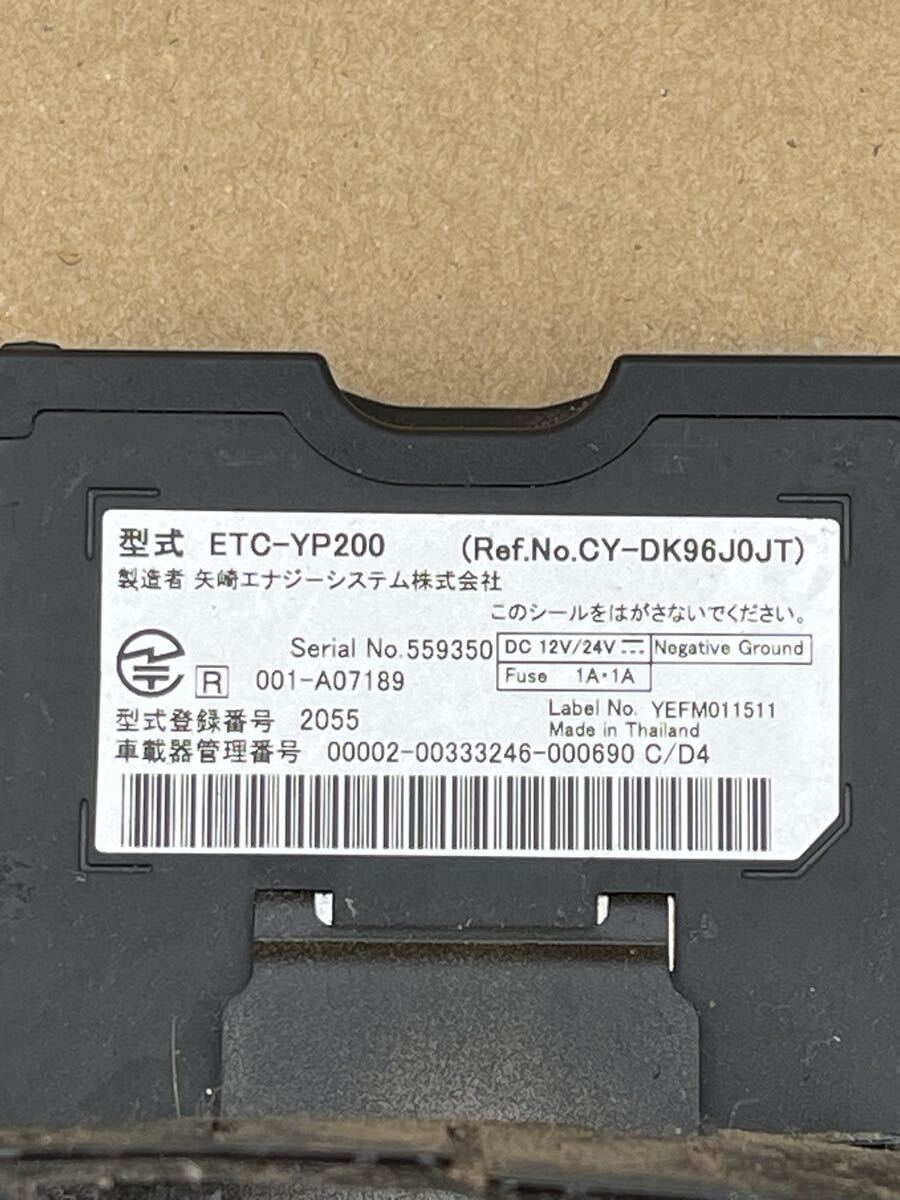 型式 ETC-YP200 (Ref.No.CY-DK96J0JT)
製造者 矢崎エナジーシステム株式会社
このシールをはがさないでください。
Serial No.559350 DC 12V/24V ⎓ Negative Ground
R 001-A07189 Fuse 1A・1A
型式登録番号 2055 Label No. YEFM011511
Made in Thailand
車載器管理番号 00002-00333246-000690 C/D4